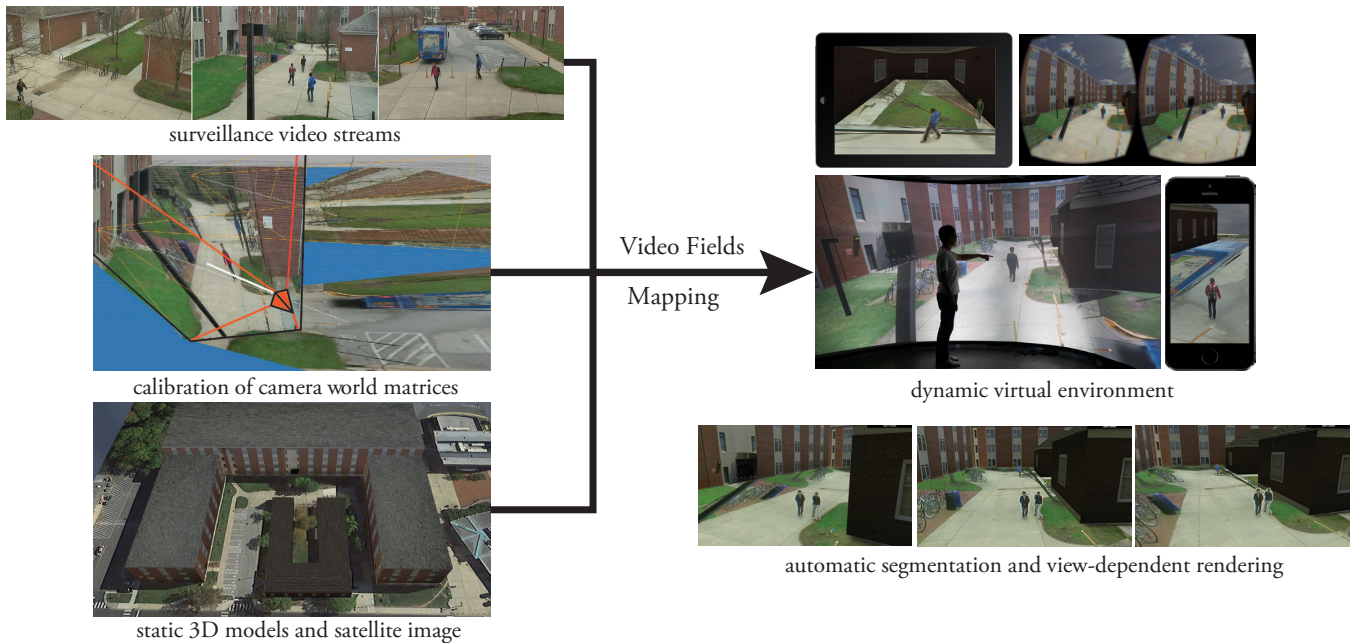 surveillance video streams
calibration of camera world matrices
static 3D models and satellite image
Video Fields
Mapping
dynamic virtual environment
automatic segmentation and view-dependent rendering